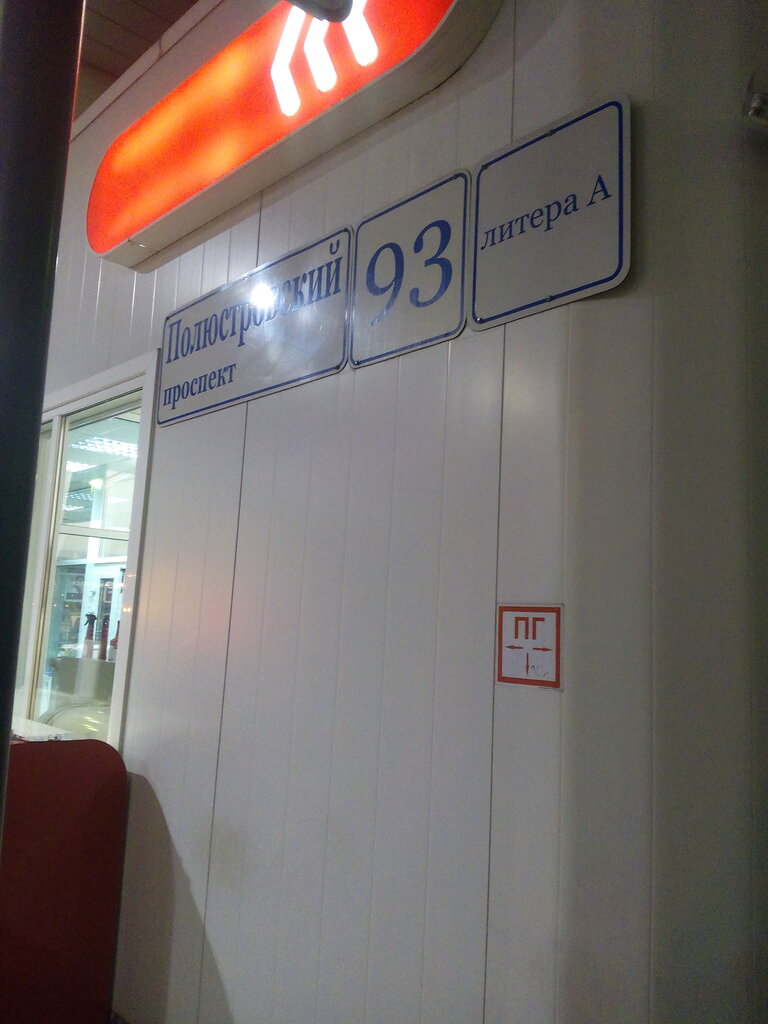 Полюстровский
проспект
93
литера А
ПГ